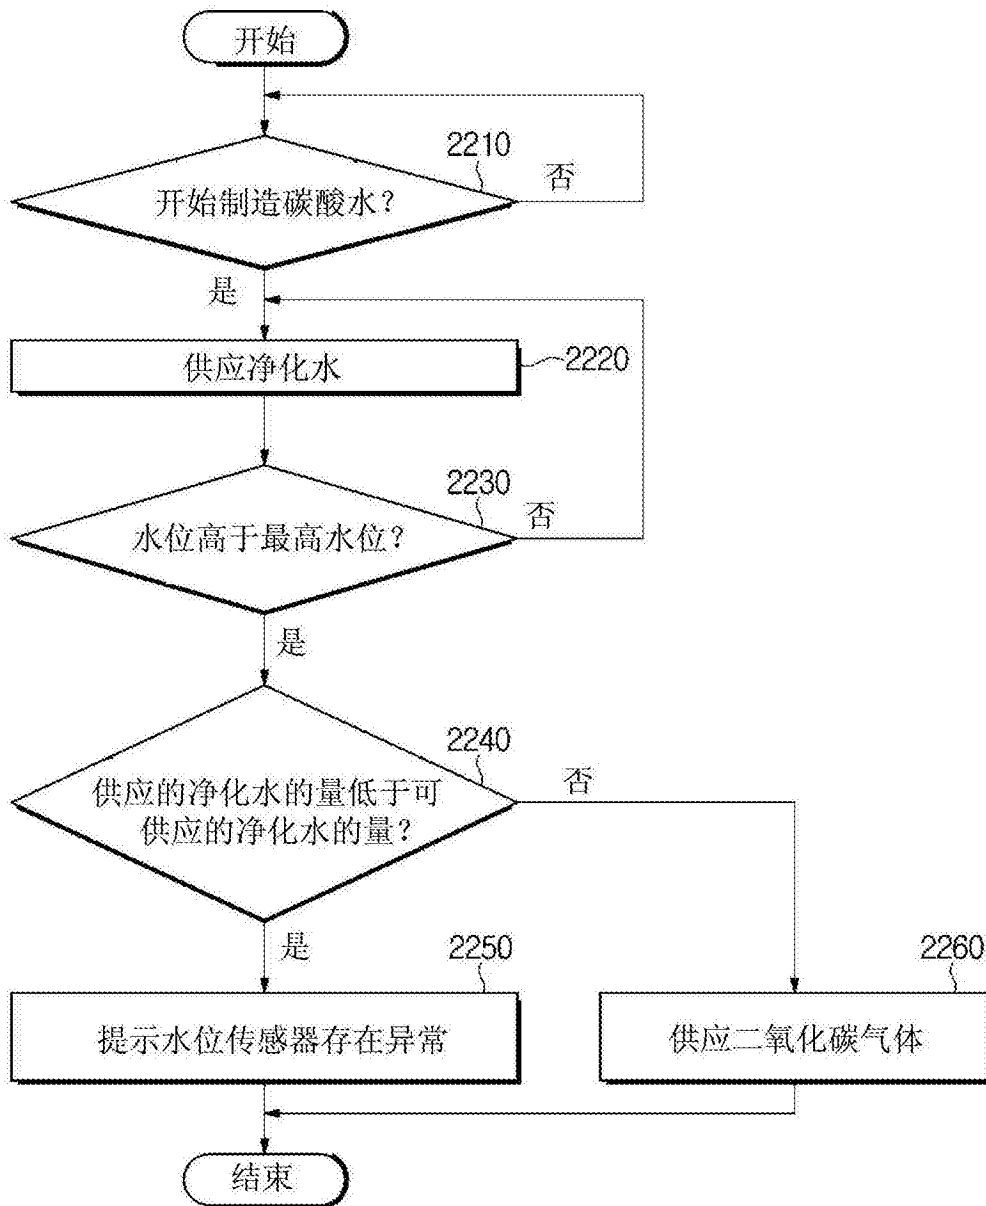 开始
2210
否
开始制造碳酸水？
是
供应净化水
2220
2230
否
水位高于最高水位？
是
2240
否
供应的净化水的量低于可
供应的净化水的量？
是
2250
2260
提示水位传感器存在异常
供应二氧化碳气体
结束